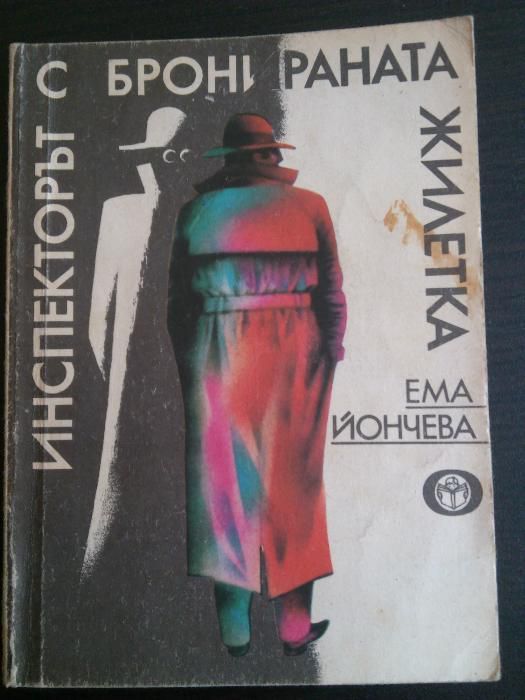 ИНСПЕКТОРЪТ
С БРОНИРАНАТА
ЖИЛЕТКА
ЕМА
ЙОНЧЕВА